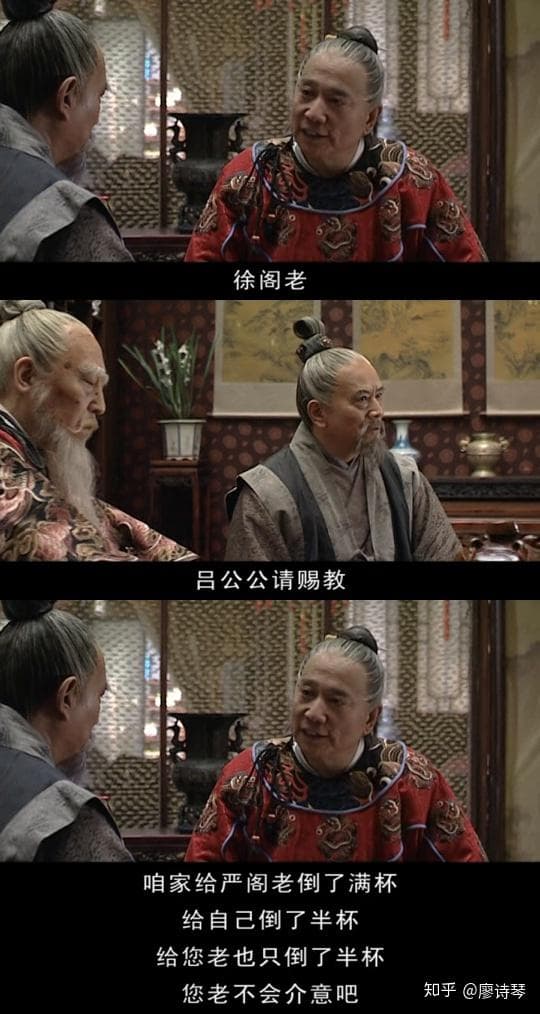 徐阁老
吕公公请赐教
咱家给严阁老倒了满杯
给自己倒了半杯
给您老也只倒了半杯
您老不会介意吧
知乎 @廖诗琴